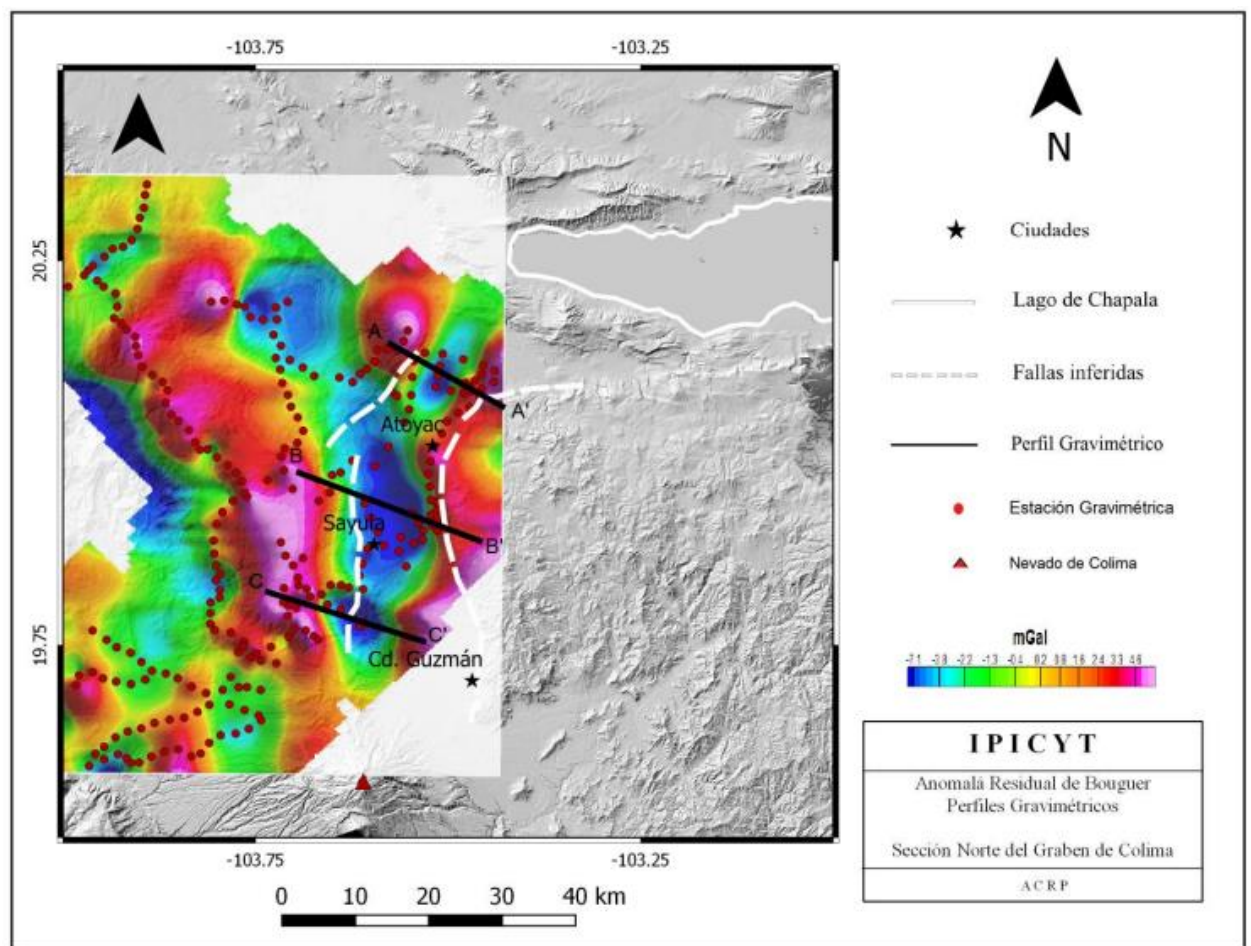 -103.75
-103.25
N
20.25
19.75
A
A'
Atoyac
B
Sayula
B'
C
C'
Cd. Guzmán
-103.75
-103.25
0 10 20 30 40 km
Ciudades
Lago de Chapala
Fallas inferidas
Perfil Gravimétrico
Estación Gravimétrica
Nevado de Colima
mGal
IPICYT
Anomalá Residual de Bouguer
Perfiles Gravimétricos
Sección Norte del Graben de Colima
ACRP